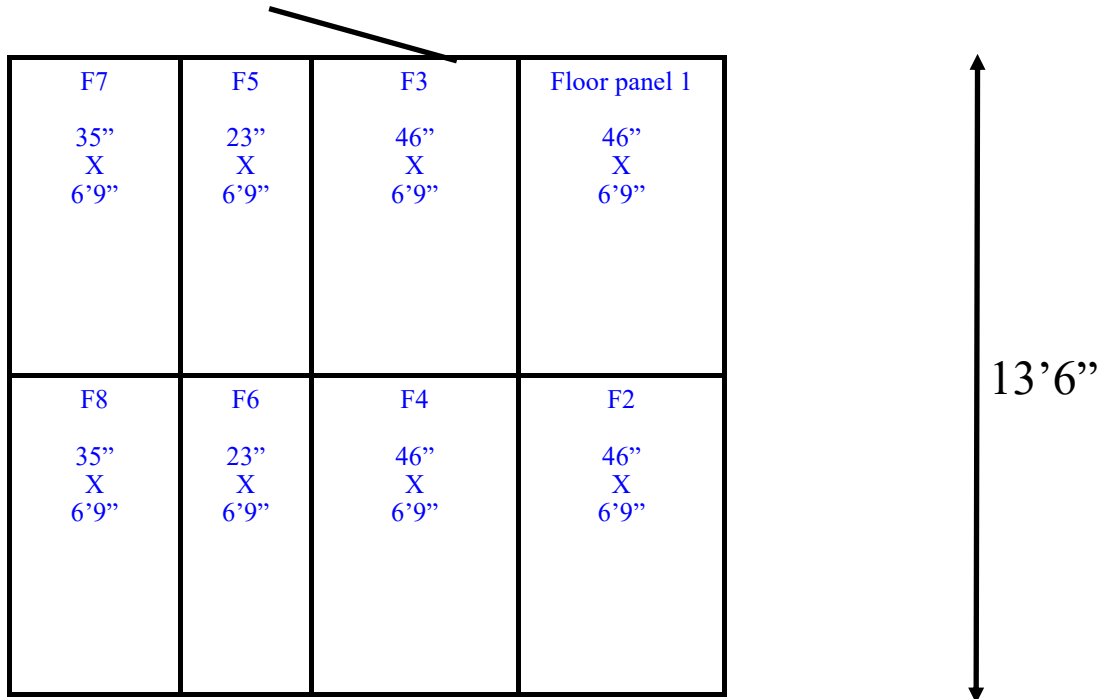 F7
35”
X
6’9”
F5
23”
X
6’9”
F3
46”
X
6’9”
Floor panel 1
46”
X
6’9”
13’6”
F8
35”
X
6’9”
F6
23”
X
6’9”
F4
46”
X
6’9”
F2
46”
X
6’9”